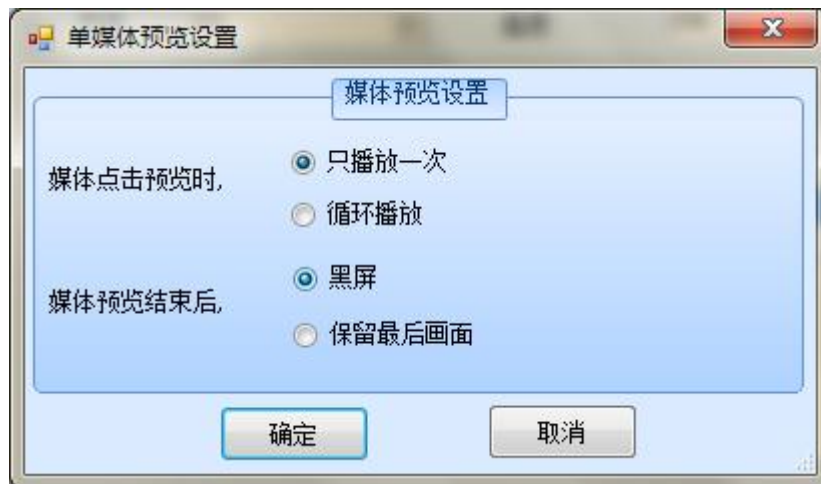 单媒体预览设置
媒体预览设置
媒体点击预览时,
只播放一次
循环播放
媒体预览结束后,
黑屏
保留最后画面
确定
取消